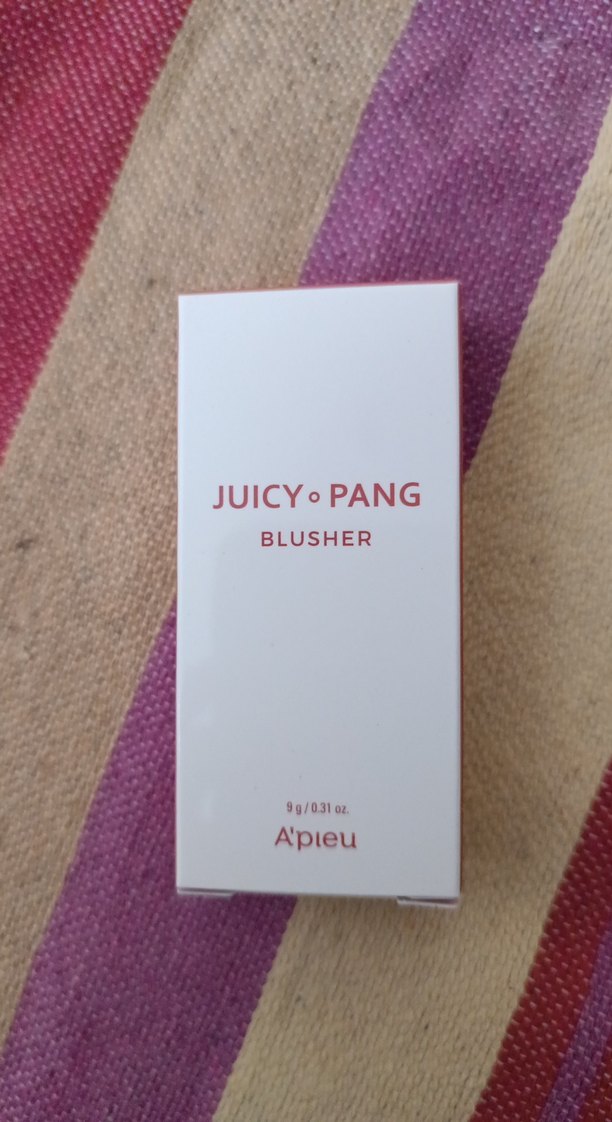 JUICY∘PANG
BLUSHER
9 g / 0.31 oz.
A'pieu